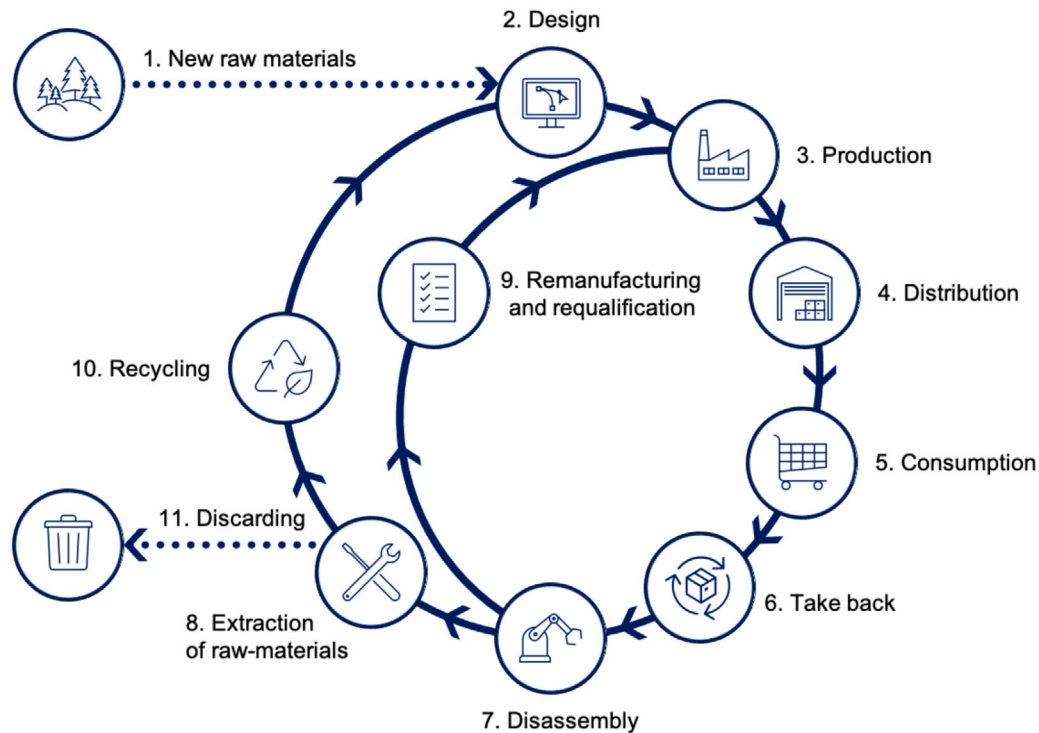 2. Design
1. New raw materials
3. Production
9. Remanufacturing
and requalification
4. Distribution
10. Recycling
5. Consumption
11. Discarding
6. Take back
8. Extraction
of raw-materials
7. Disassembly